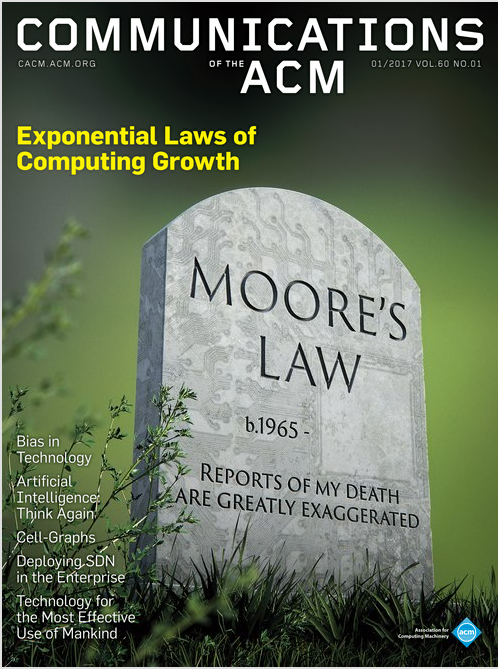 COMMUNICATIONS
CACM.ACM.ORG OF THE ACM 01/2017 VOL.60 NO.01
Exponential Laws of
Computing Growth
MOORE'S
LAW
b.1965 -
REPORTS OF MY DEATH
ARE GREATLY EXAGGERATED
Bias in
Technology
Artificial
Intelligence:
Think Again
Cell-Graphs
Deploying SDN
in the Enterprise
Technology for
the Most Effective
Use of Mankind
Association for
Computing Machinery
acm